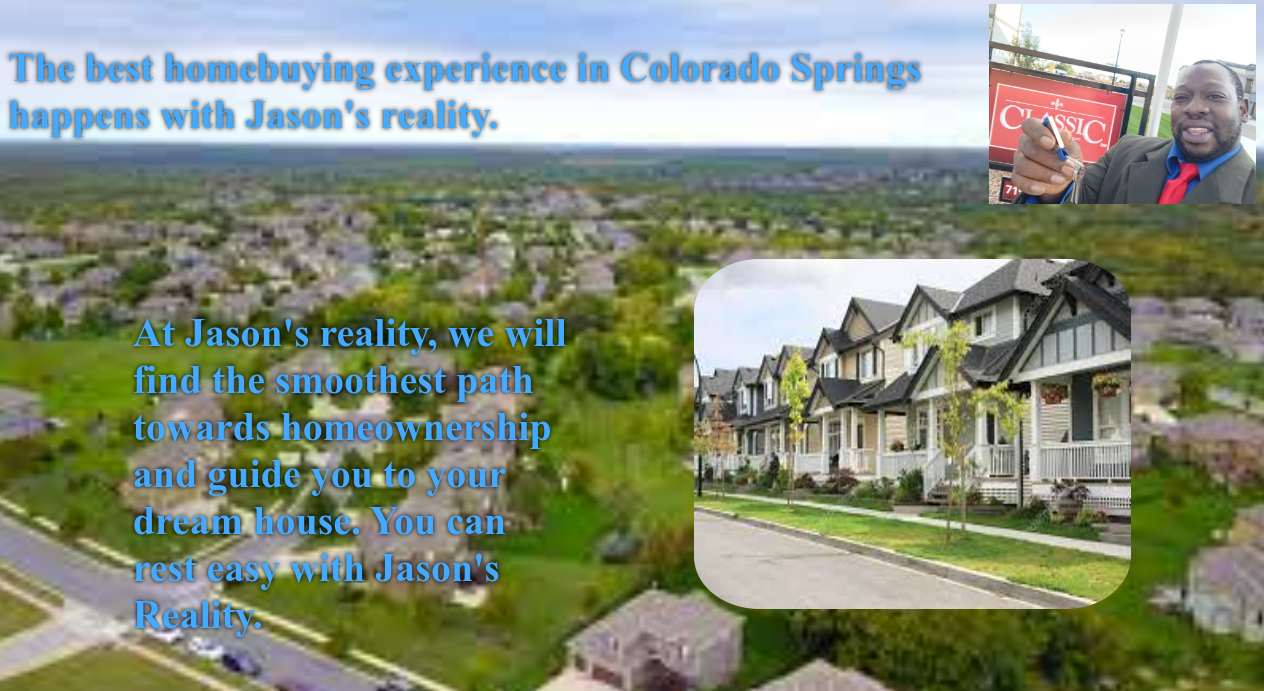 The best homebuying experience in Colorado Springs
happens with Jason's reality.
CLASSIC
71
At Jason's reality, we will
find the smoothest path
towards homeownership
and guide you to your
dream house. You can
rest easy with Jason's
Reality.